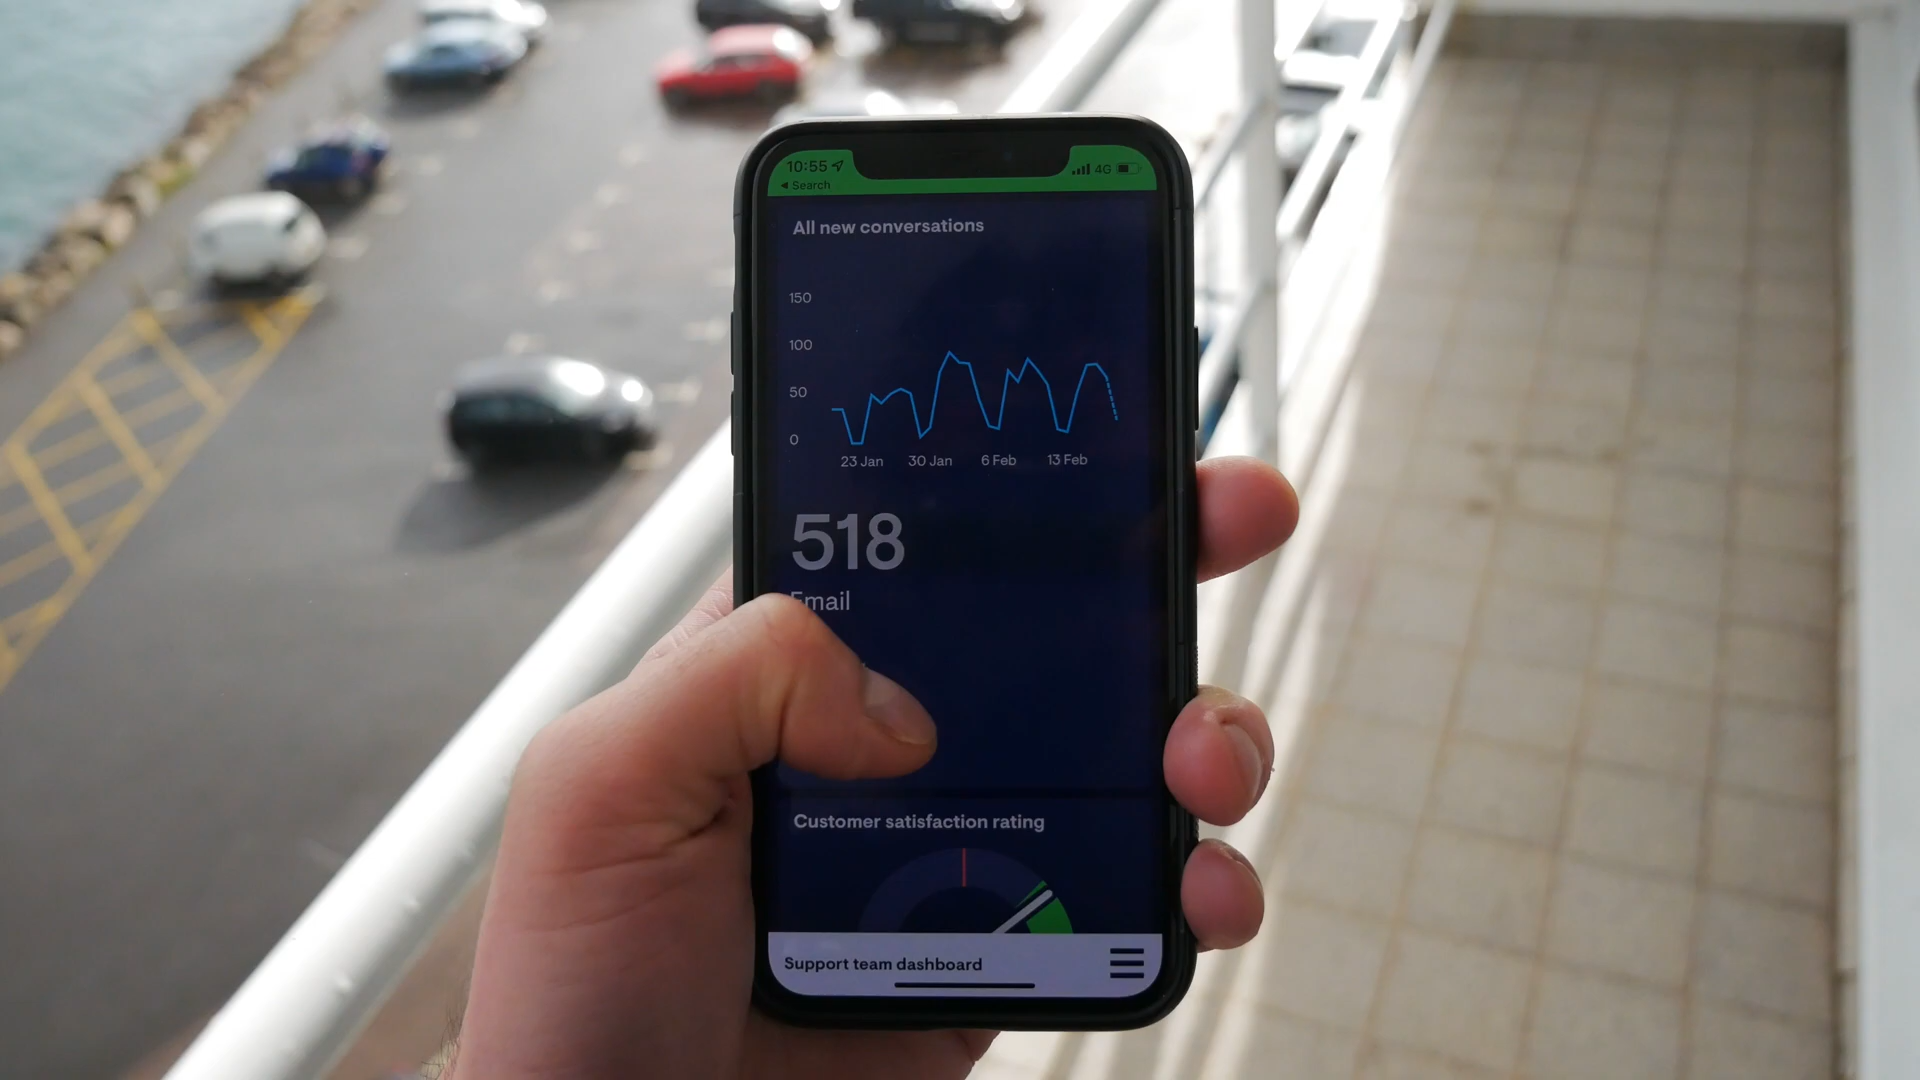 10:55
4G
◄ Search
All new conversations
150
100
50
0
23 Jan 30 Jan 6 Feb 13 Feb
518
Email
Customer satisfaction rating
Support team dashboard